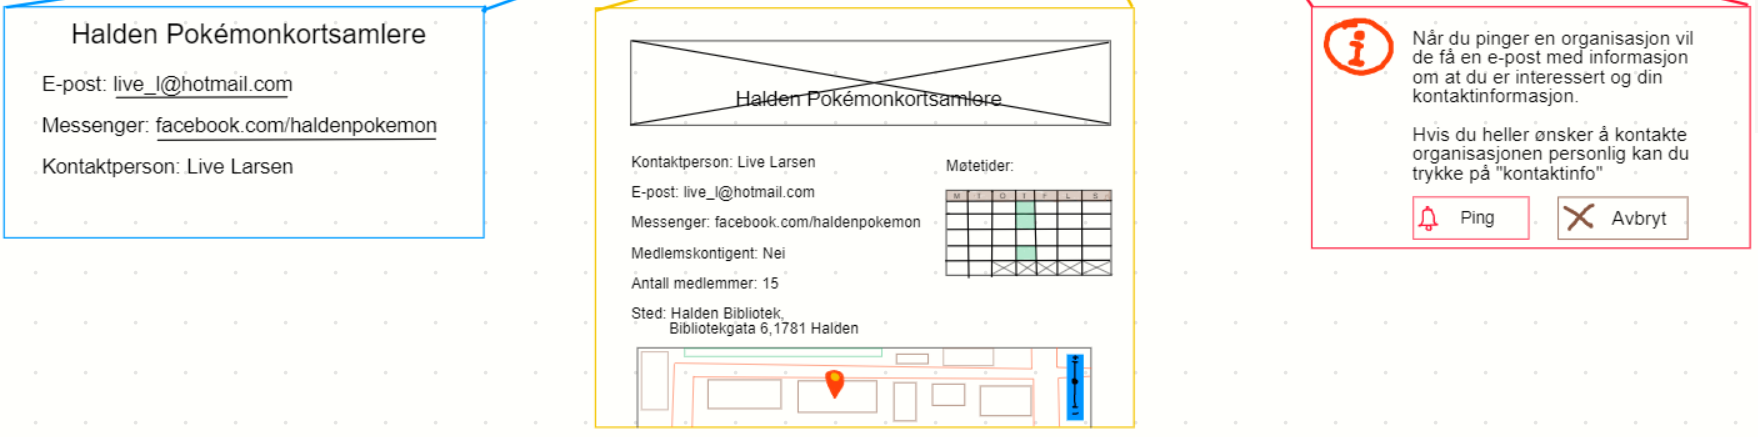 Halden Pokémonkortsamlere
E-post: live_l@hotmail.com
Messenger: facebook.com/haldenpokemon
Kontaktperson: Live Larsen
Halden Pokémonkortsamlere
Kontaktperson: Live Larsen
E-post: live_l@hotmail.com
Messenger: facebook.com/haldenpokemon
Medlemskontigent: Nei
Antall medlemmer: 15
Sted: Halden Bibliotek,
Bibliotekgata 6,1781 Halden
Møtetider:
M T O T F L S
Når du pinger en organisasjon vil
de få en e-post med informasjon
om at du er interessert og din
kontaktinformasjon.
Hvis du heller ønsker å kontakte
organisasjonen personlig kan du
trykke på "kontaktinfo"
Ping
Avbryt